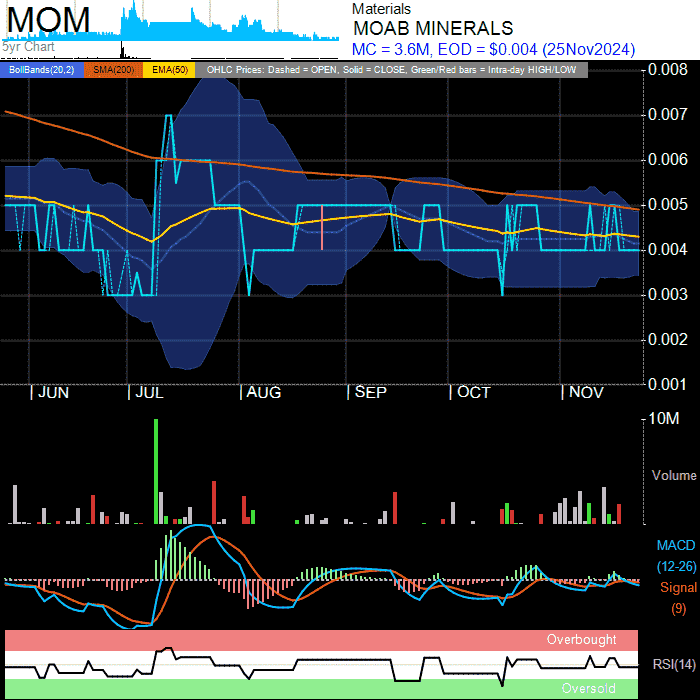 MOM
5yr Chart
Materials
MOAB MINERALS
MC = 3.6M, EOD = $0.004 (25Nov2024)
BollBands(20,2) SMA(200) EMA(50) OHLC Prices: Dashed = OPEN, Solid = CLOSE, Green/Red bars = Intra-day HIGH/LOW
0.008
0.007
0.006
0.005
0.004
0.003
0.002
0.001
| JUN | JUL | AUG | SEP | OCT | NOV
10M
Volume
MACD
(12-26)
Signal
(9)
Overbought
RSI(14)
Oversold